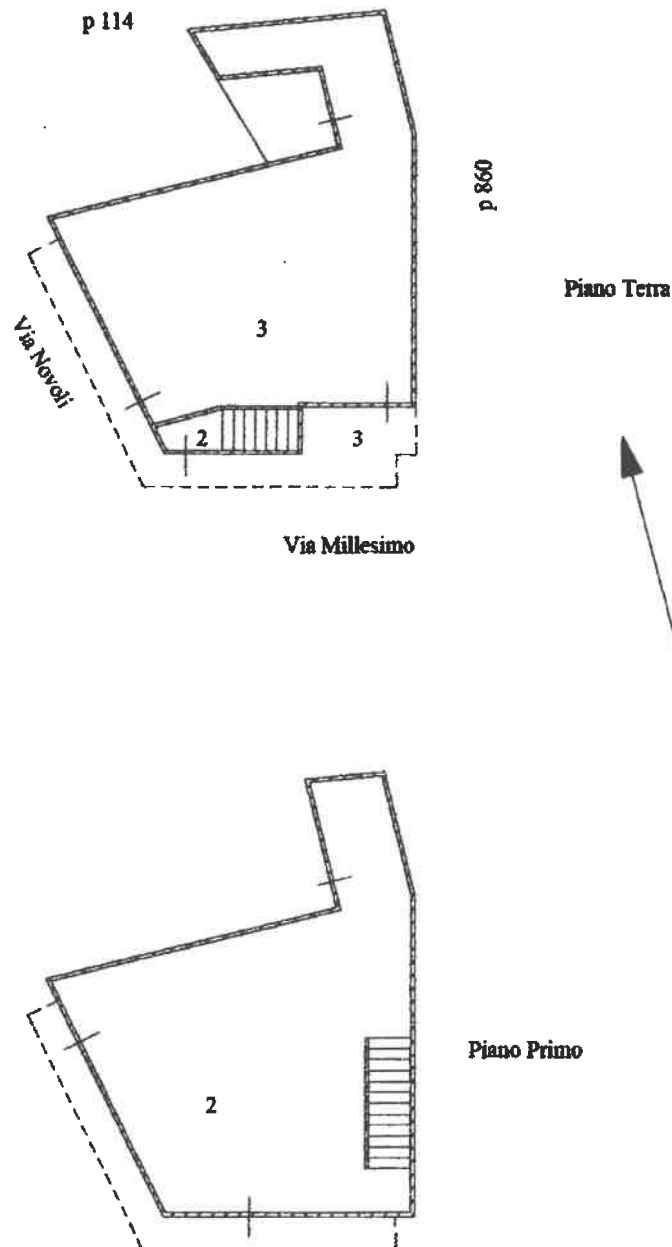 p 114
p 860
Piano Terra
Via Novoli
3
2
3
Via Millesimo
Piano Primo
2